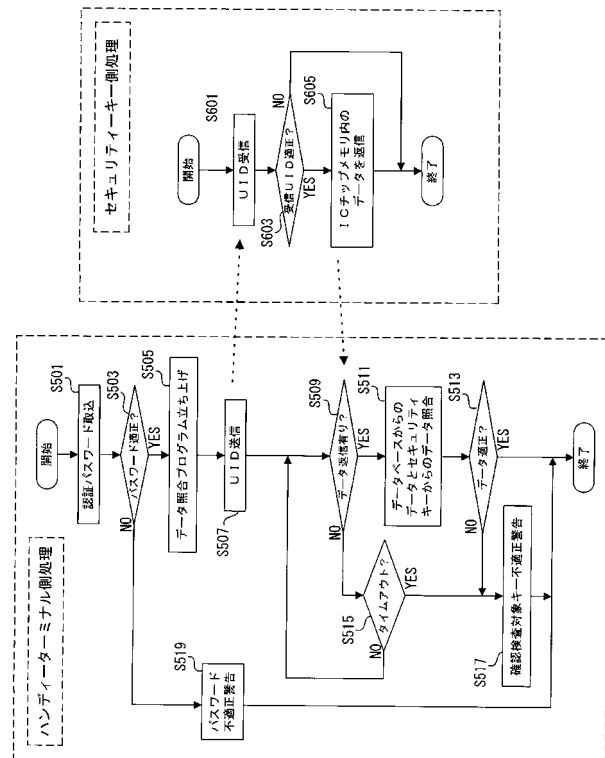 ハンディーターミナル側処理
開始
認証パスワード取込
S501
パスワード適正?
S503
YES
NO
データ照合プログラム立ち上げ
S505
UID送信
S507
データ返信有り?
S509
YES
NO
データベースからの
データとセキュリティ
キーからのデータ照合
S511
データ適正?
S513
YES
NO
タイムアウト?
S515
YES
NO
確認検査対象キー不適正警告
S517
パスワード
不適正警告
S519
終了
セキュリティーキー側処理
開始
UID受信
S601
受信UID適正?
S603
YES
NO
ICチップメモリ内の
データを返信
S605
終了